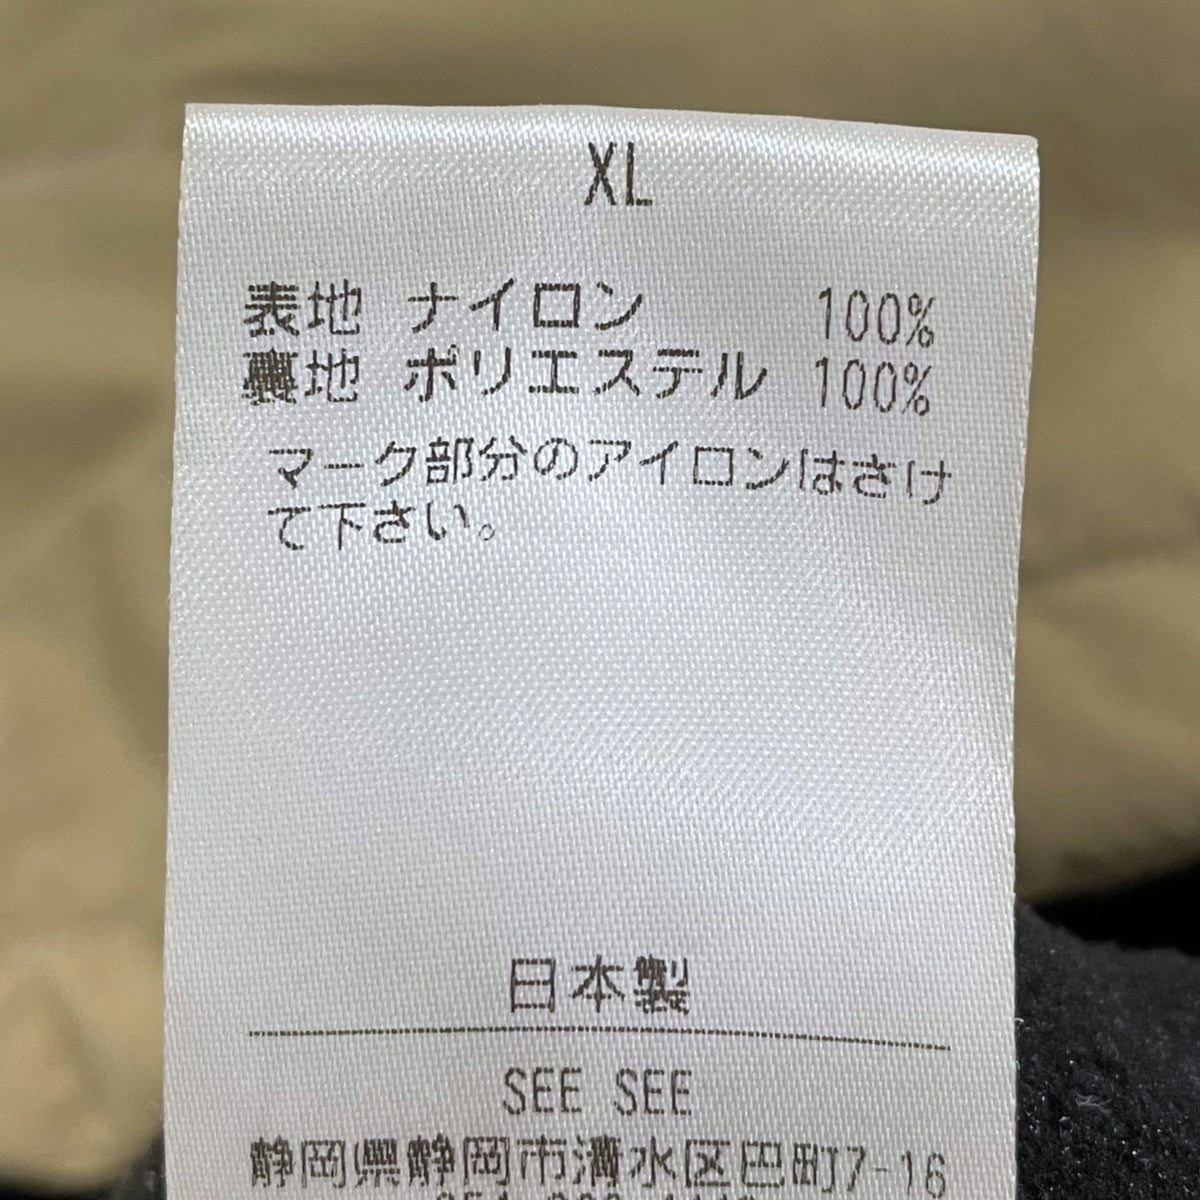 XL
表地 ナイロン 100%
裏地 ポリエステル 100%
マーク部分のアイロンはさけ
て下さい。
日本製
SEE SEE
静岡県静岡市清水区巴町7-16